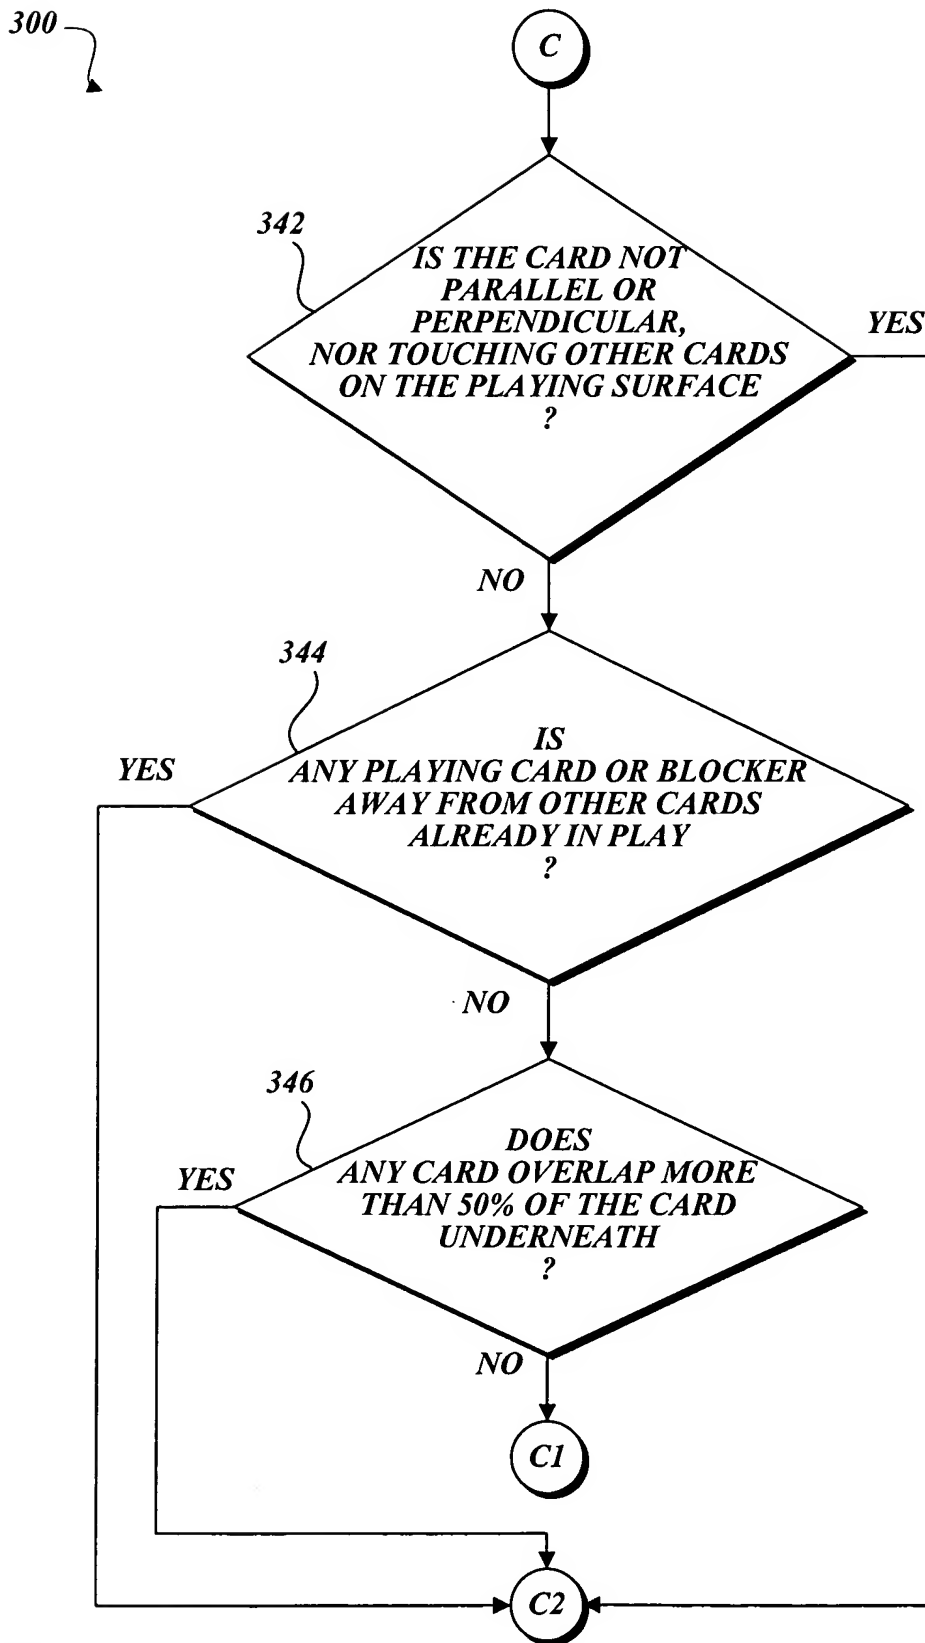 300
C
342
IS THE CARD NOT
PARALLEL OR
PERPENDICULAR,
NOR TOUCHING OTHER CARDS
ON THE PLAYING SURFACE
?
YES
NO
344
IS
ANY PLAYING CARD OR BLOCKER
AWAY FROM OTHER CARDS
ALREADY IN PLAY
?
YES
NO
346
DOES
ANY CARD OVERLAP MORE
THAN 50% OF THE CARD
UNDERNEATH
?
YES
NO
C1
C2